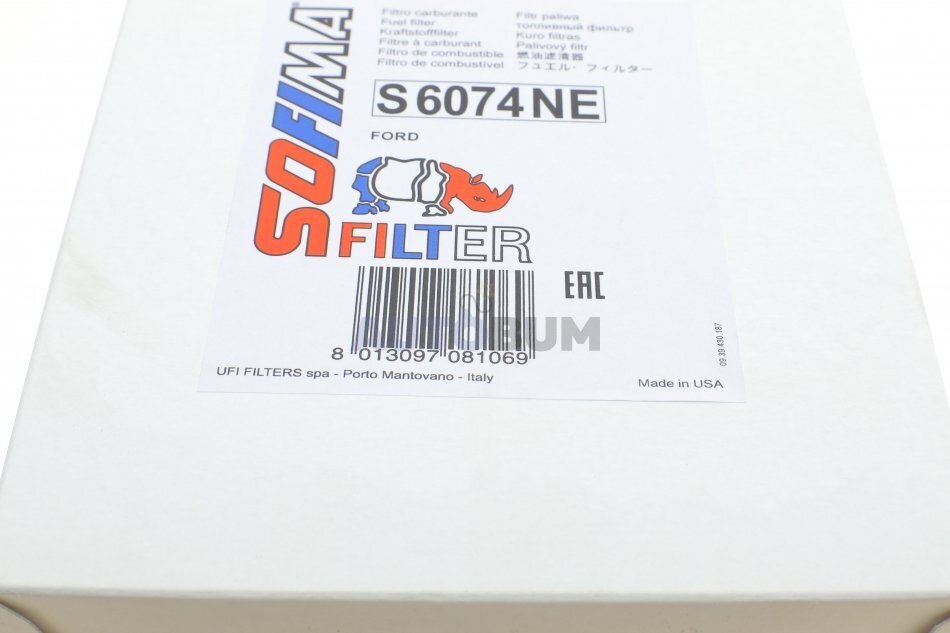 SOFIMA®
Filtro carburante
Fuel filter
Kraftstofffilter
Filtre à carburant
Filtro de combustible
Filtro de combustível
Filtr paliwa
топливный фильтр
Kuro filtras
Palivový filtr
燃油滤清器
フュエル・フィルター
S 6074 NE
FORD
FILTER
EAC
AUTOBUM
8 013097 081069
UFI FILTERS spa - Porto Mantovano - Italy
09 39 430.187
Made in USA